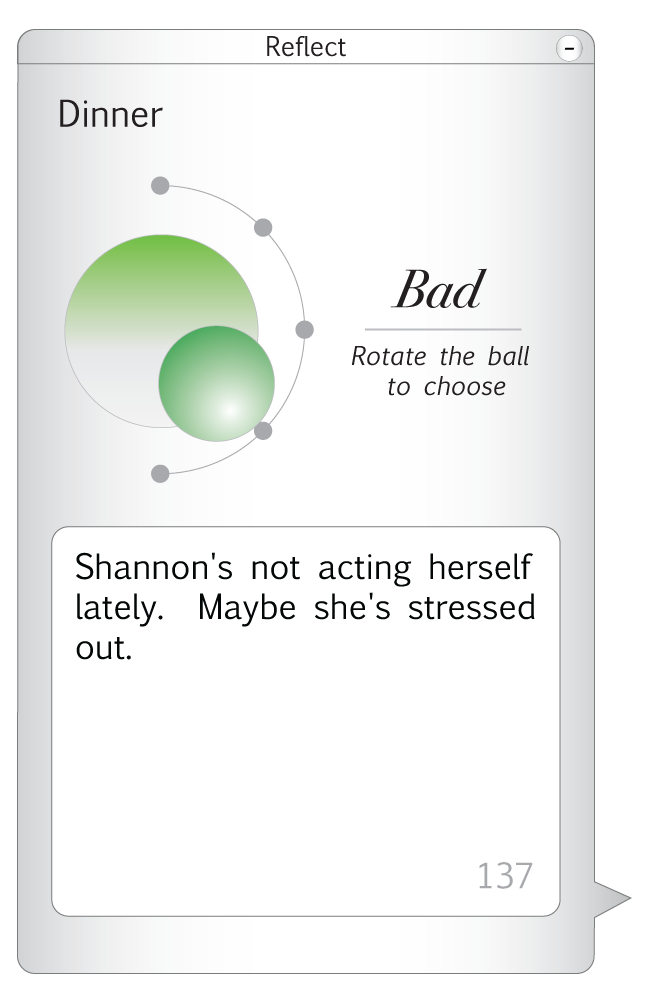 Reflect
-
Dinner
Bad
Rotate the ball
to choose
Shannon's not acting herself
lately. Maybe she's stressed
out.
137